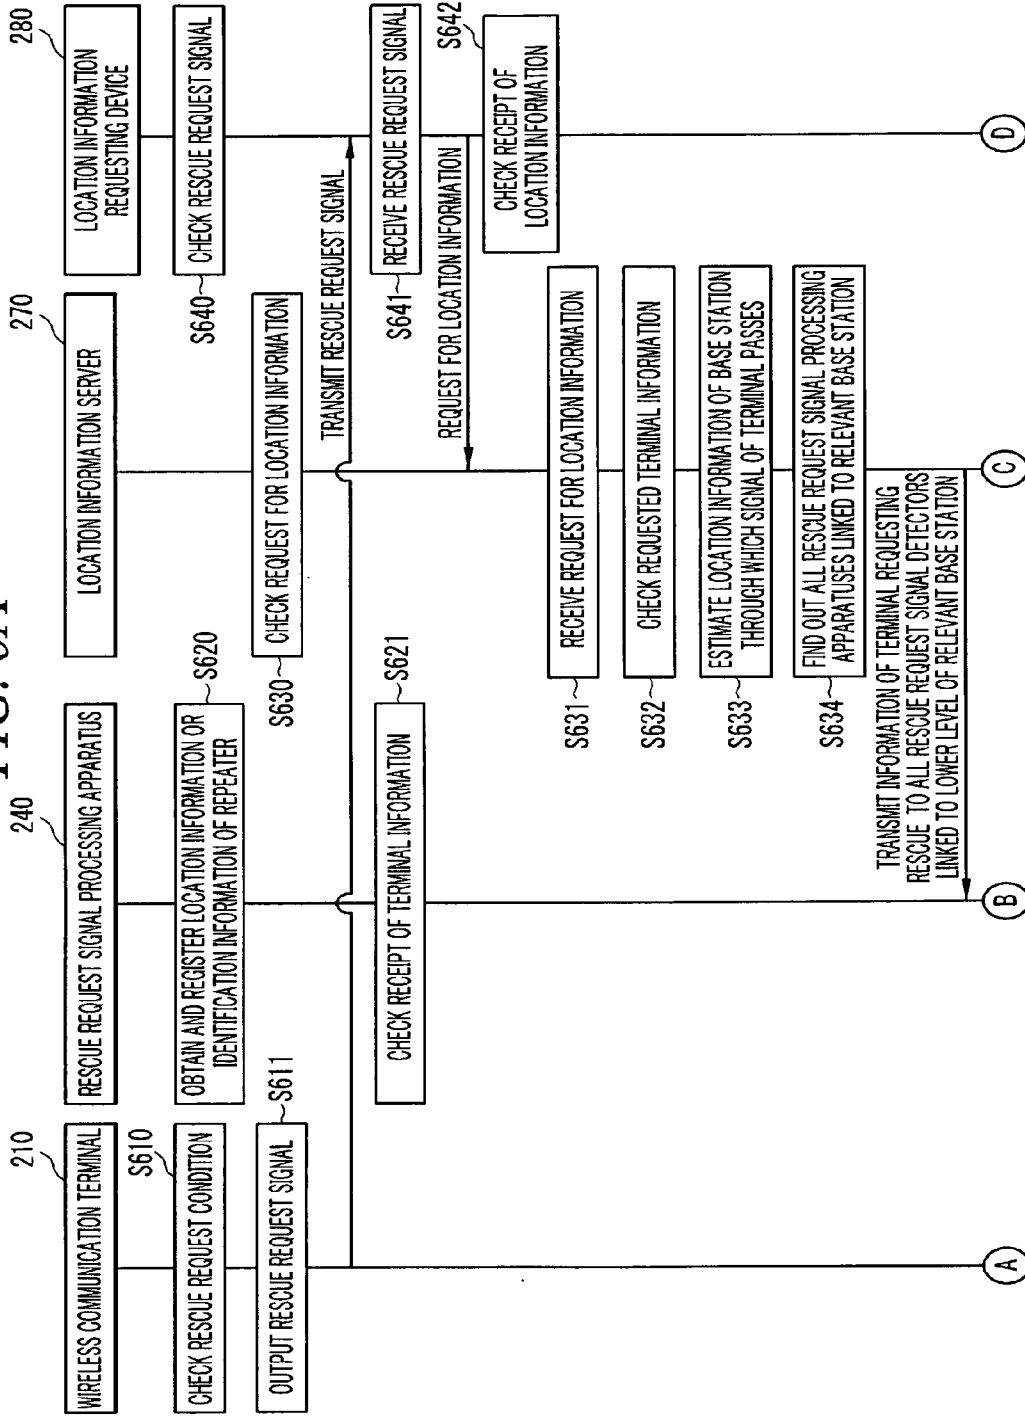 210
WIRELESS COMMUNICATION TERMINAL
S610
CHECK RESCUE REQUEST CONDITION
OUTPUT RESCUE REQUEST SIGNAL
S611
A
240
RESCUE REQUEST SIGNAL PROCESSING APPARATUS
S620
OBTAIN AND REGISTER LOCATION INFORMATION OR
IDENTIFICATION INFORMATION OF REPEATER
S621
CHECK RECEIPT OF TERMINAL INFORMATION
B
270
LOCATION INFORMATION SERVER
S630
CHECK REQUEST FOR LOCATION INFORMATION
TRANSMIT RESCUE REQUEST SIGNAL
REQUEST FOR LOCATION INFORMATION
S631
RECEIVE REQUEST FOR LOCATION INFORMATION
S632
CHECK REQUESTED TERMINAL INFORMATION
S633
ESTIMATE LOCATION INFORMATION OF BASE STATION
THROUGH WHICH SIGNAL OF TERMINAL PASSES
S634
FIND OUT ALL RESCUE REQUEST SIGNAL PROCESSING
APPARATUSES LINKED TO RELEVANT BASE STATION
TRANSMIT INFORMATION OF TERMINAL REQUESTING
RESCUE TO ALL RESCUE REQUEST SIGNAL DETECTORS
LINKED TO LOWER LEVEL OF RELEVANT BASE STATION
C
280
LOCATION INFORMATION
REQUESTING DEVICE
S640
CHECK RESCUE REQUEST SIGNAL
S641
RECEIVE RESCUE REQUEST SIGNAL
S642
CHECK RECEIPT OF
LOCATION INFORMATION
D